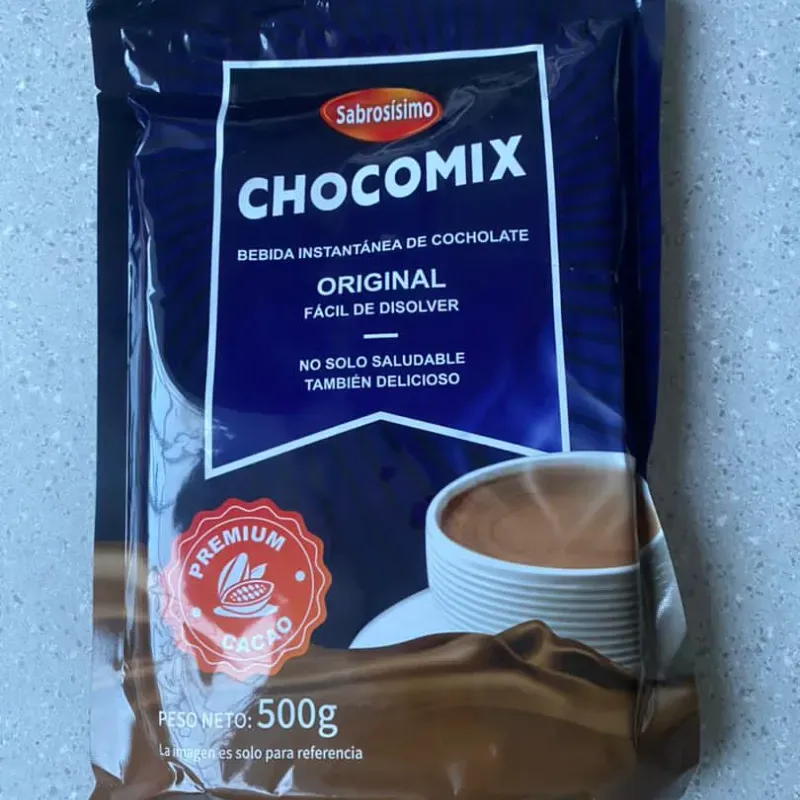 Sabrosísimo
CHOCOMIX
BEBIDA INSTANTÁNEA DE COCHOLATE
ORIGINAL
FÁCIL DE DISOLVER
NO SOLO SALUDABLE
TAMBIÉN DELICIOSO
PREMIUM
CACAO
PESO NETO: 500g
La imagen es solo para referencia